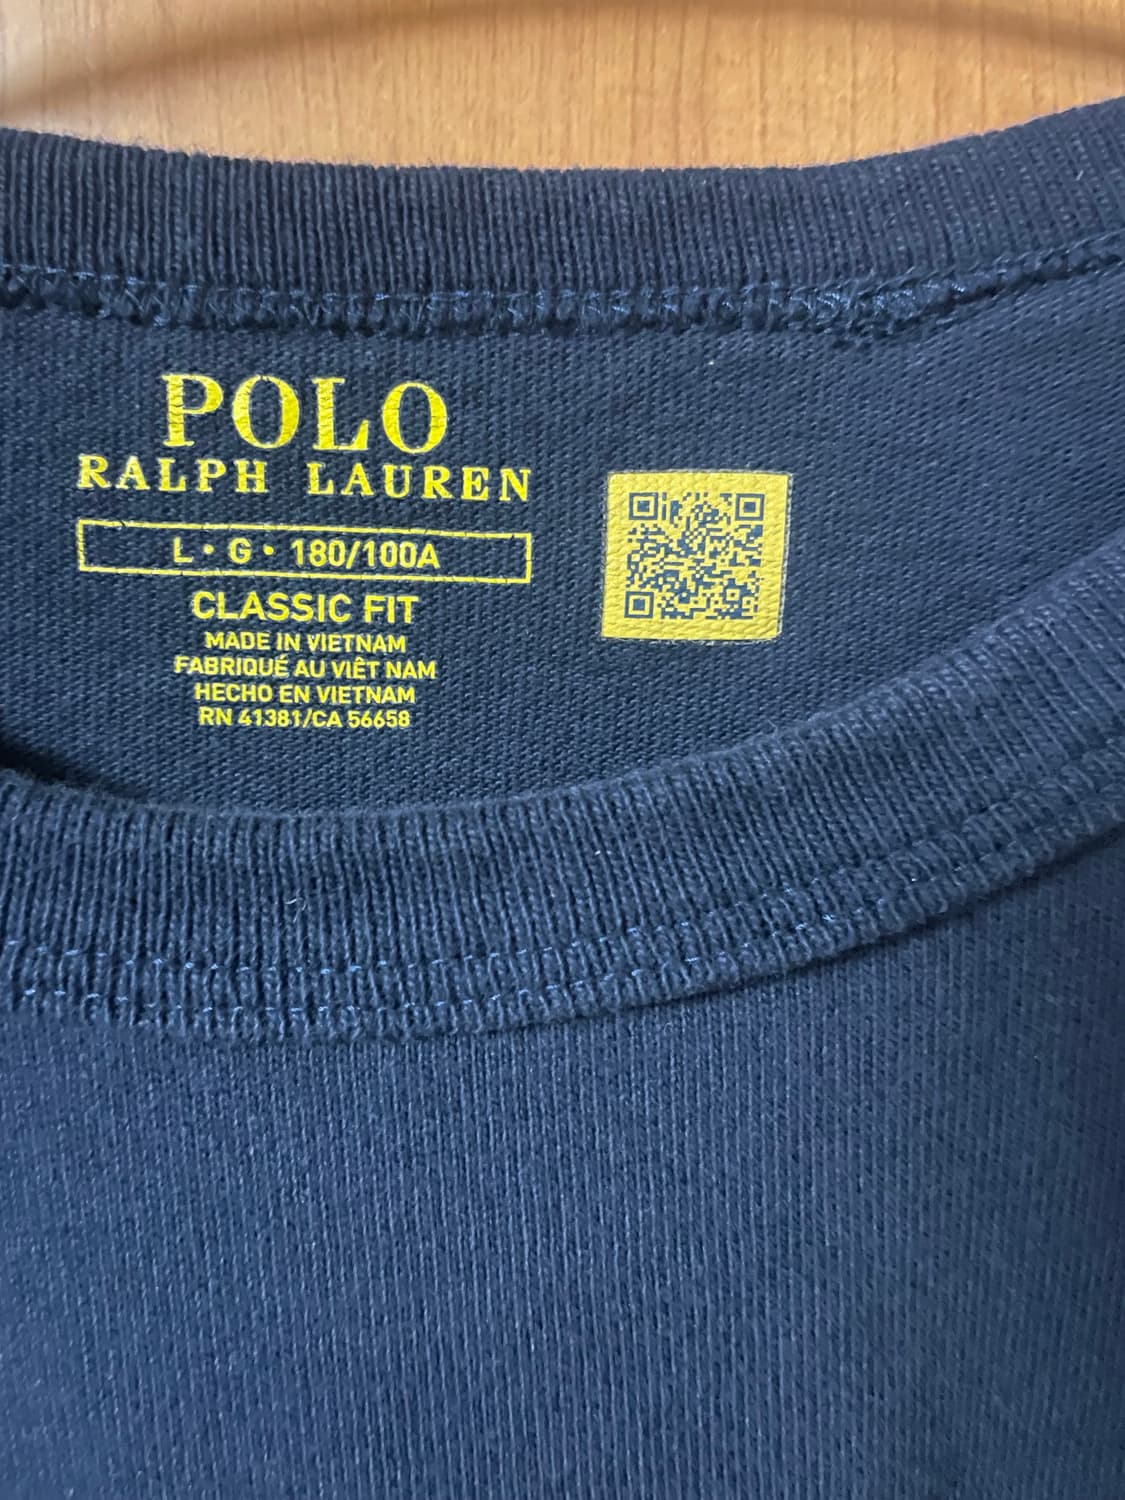 POLO
RALPH LAUREN
L • G • 180/100A
CLASSIC FIT
MADE IN VIETNAM
FABRIQUÉ AU VIÊT NAM
HECHO EN VIETNAM
RN 41381/CA 56658